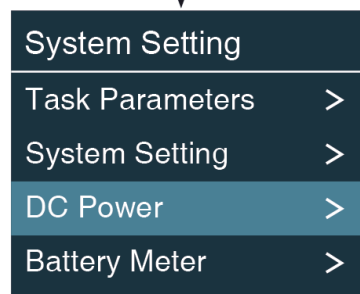 System Setting
Task Parameters >
System Setting >
DC Power >
Battery Meter >